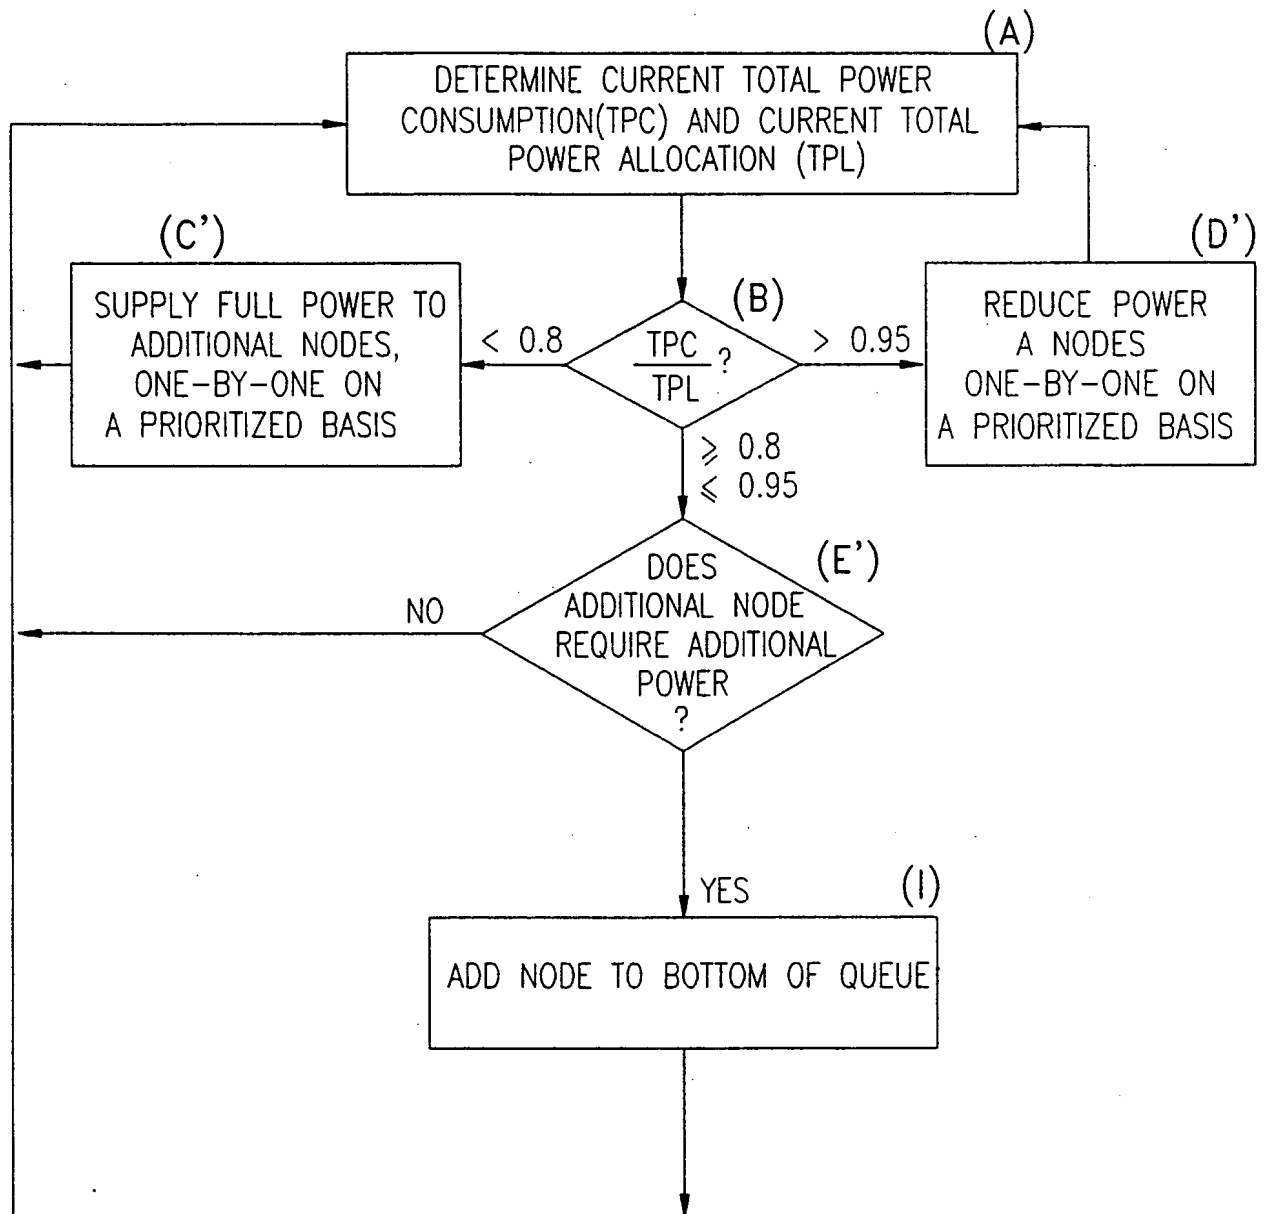 (A)
DETERMINE CURRENT TOTAL POWER
CONSUMPTION(TPC) AND CURRENT TOTAL
POWER ALLOCATION (TPL)
(C')
SUPPLY FULL POWER TO
ADDITIONAL NODES,
ONE-BY-ONE ON
A PRIORITIZED BASIS
< 0.8
(B)
TPC
TPL
?
> 0.95
(D')
REDUCE POWER
A NODES
ONE-BY-ONE ON
A PRIORITIZED BASIS
⩾ 0.8
⩽ 0.95
(E')
DOES
ADDITIONAL NODE
REQUIRE ADDITIONAL
POWER
?
NO
YES
(I)
ADD NODE TO BOTTOM OF QUEUE